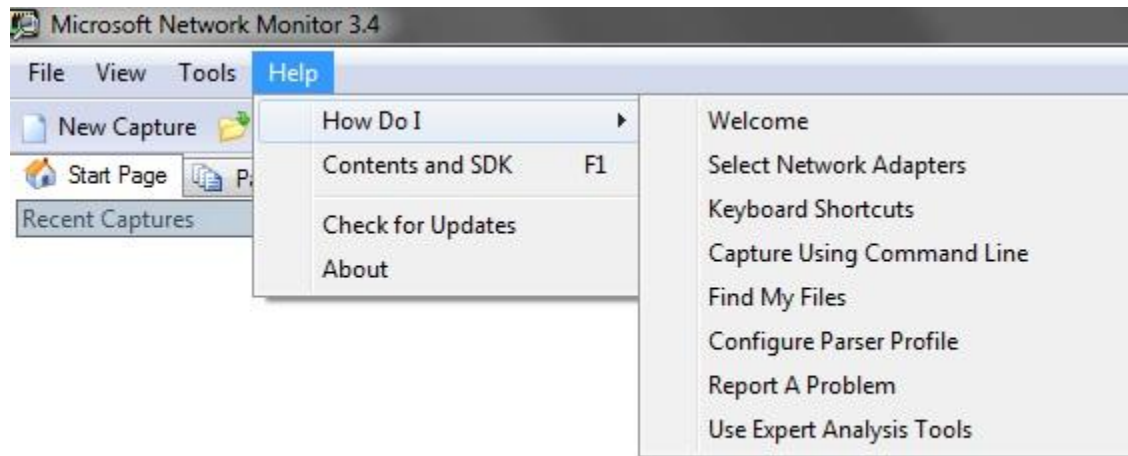 Microsoft Network Monitor 3.4
File View Tools Help
New Capture
Start Page
Recent Captures
How Do I
Contents and SDK F1
Check for Updates
About
Welcome
Select Network Adapters
Keyboard Shortcuts
Capture Using Command Line
Find My Files
Configure Parser Profile
Report A Problem
Use Expert Analysis Tools